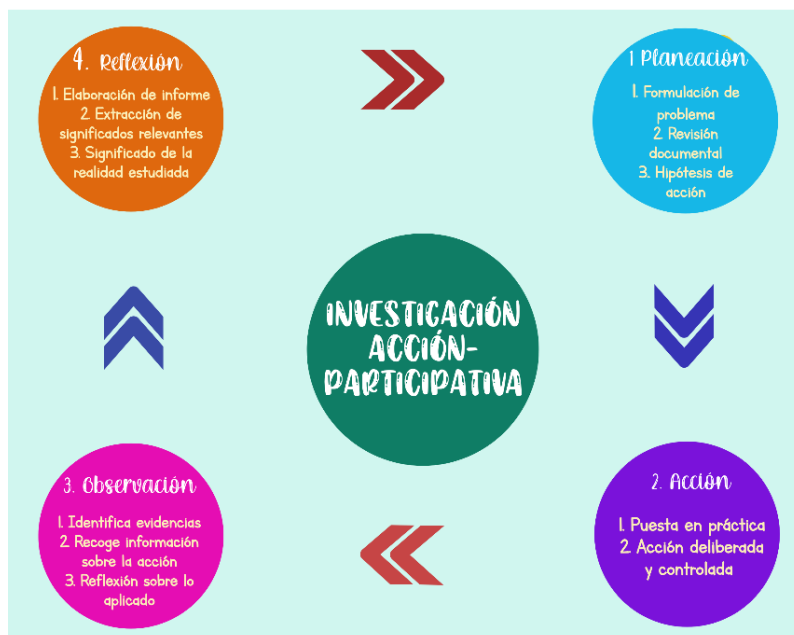 4. Reflexión
1. Elaboración de informe
2. Extracción de
significados relevantes
3. Significado de la
realidad estudiada
1 Planeación
1. Formulación de
problema
2. Revisión
documental
3. Hipótesis de
acción
INVESTIGACIÓN
ACCIÓN-
PARTICIPATIVA
3. Observación
1. Identifica evidencias
2. Recoge información
sobre la acción
3. Reflexión sobre lo
aplicado
2. Acción
1. Puesta en práctica
2. Acción deliberada
y controlada